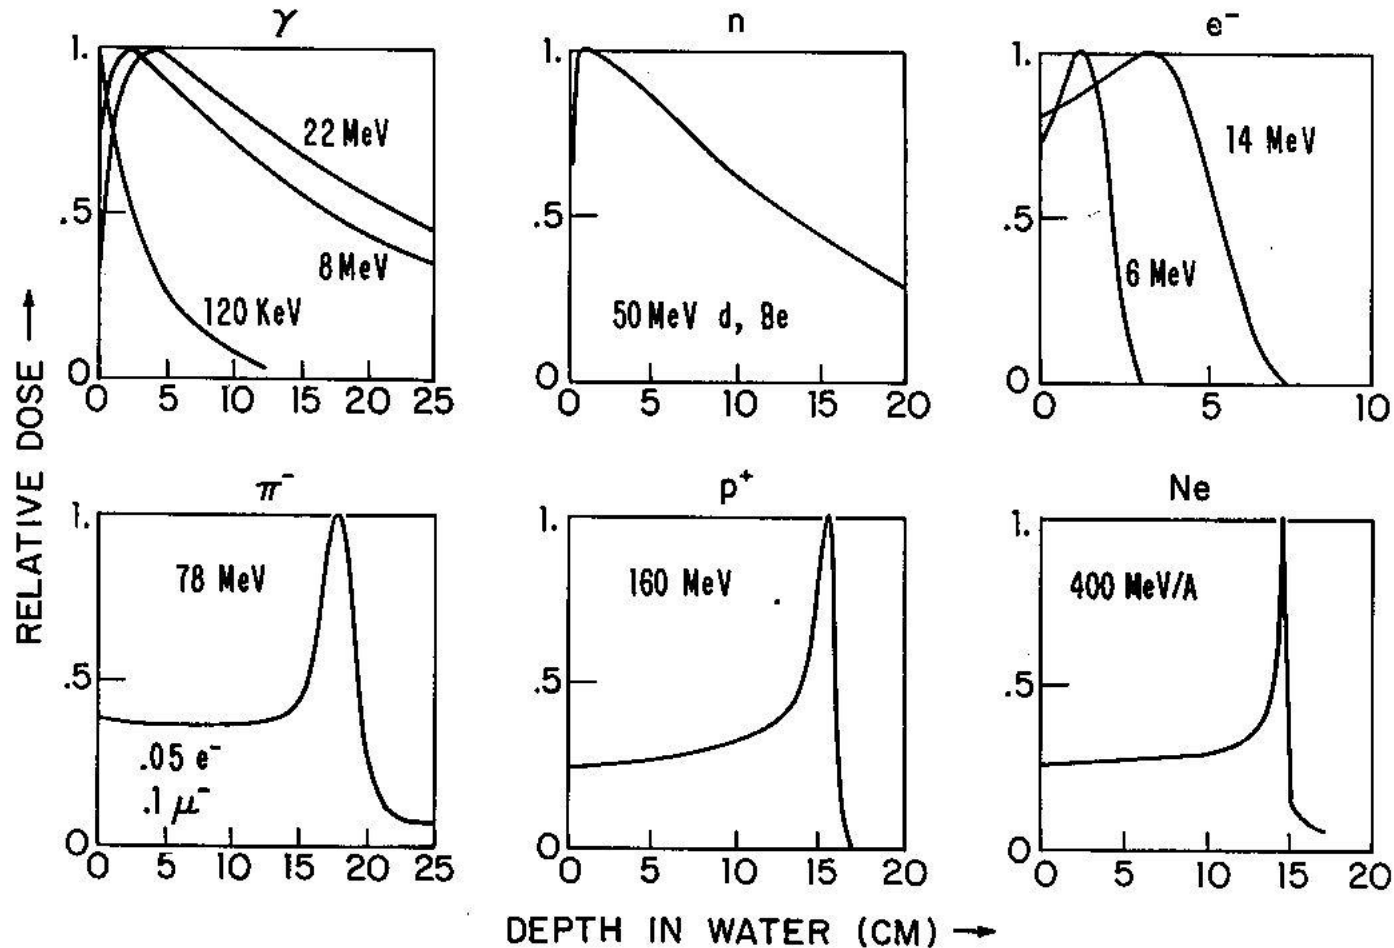 γ
1.
.5
0
22 MeV
8 MeV
120 KeV
0 5 10 15 20 25
n
1.
.5
0
50 MeV d, Be
0 5 10 15 20
e⁻
1.
.5
0
14 MeV
6 MeV
0 5 10
RELATIVE DOSE →
π⁻
1.
.5
0
78 MeV
.05 e⁻
.1 μ⁻
0 5 10 15 20 25
p⁺
1.
.5
0
160 MeV
0 5 10 15 20
Ne
1.
.5
0
400 MeV/A
0 5 10 15 20
DEPTH IN WATER (CM) →